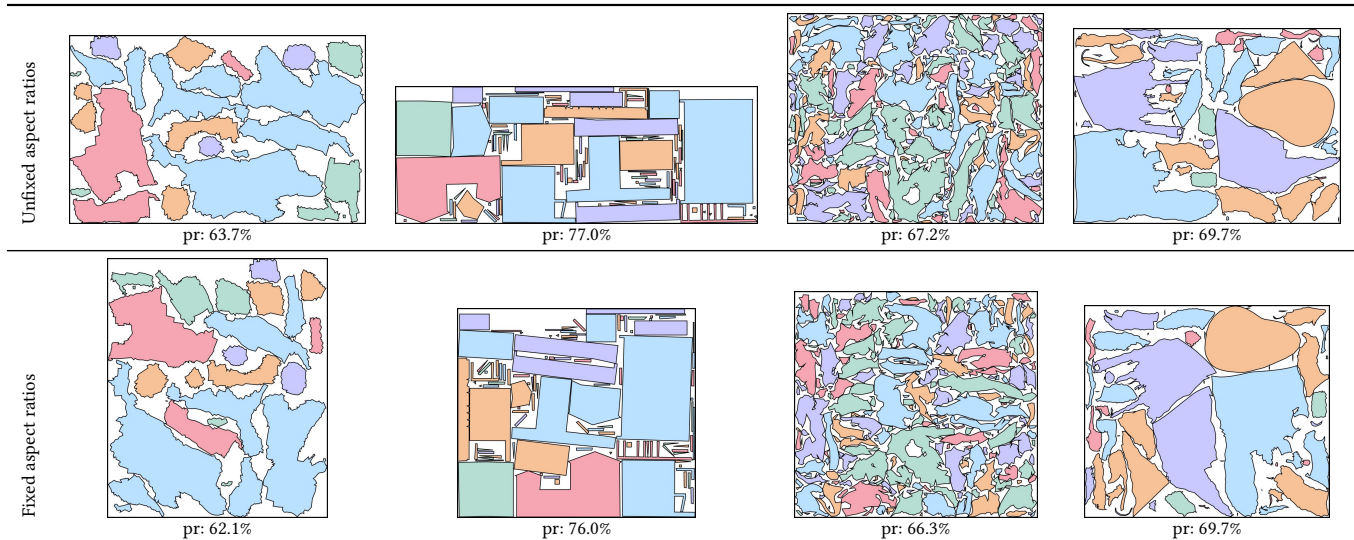 Unfixed aspect ratios
pr: 63.7%
pr: 77.0%
pr: 67.2%
pr: 69.7%
Fixed aspect ratios
pr: 62.1%
pr: 76.0%
pr: 66.3%
pr: 69.7%